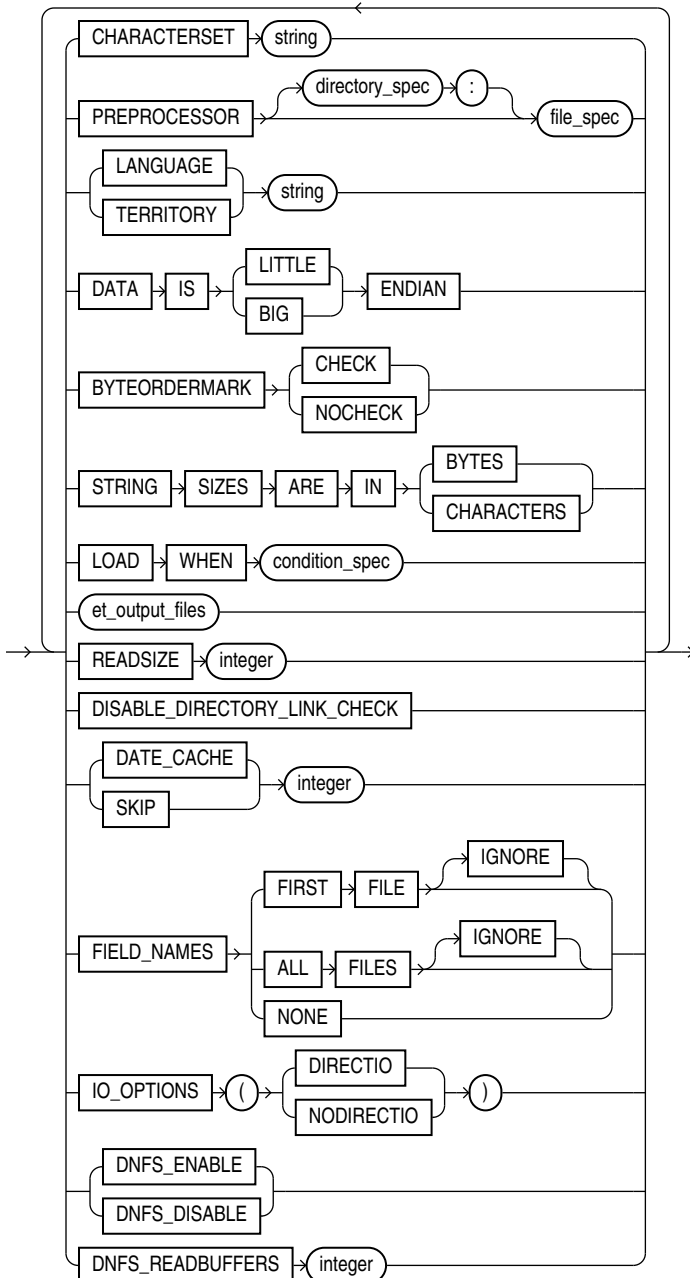 CHARACTERSET string
directory_spec :
PREPROCESSOR file_spec
LANGUAGE
string
TERRITORY
LITTLE
DATA IS ENDIAN
BIG
CHECK
BYTEORDERMARK
NOCHECK
BYTES
STRING SIZES ARE IN
CHARACTERS
LOAD WHEN condition_spec
et_output_files
READSIZE integer
DISABLE_DIRECTORY_LINK_CHECK
DATE_CACHE
integer
SKIP
IGNORE
FIRST FILE
IGNORE
FIELD_NAMES
ALL FILES
NONE
DIRECTIO
IO_OPTIONS ( )
NODIRECTIO
DNFS_ENABLE
DNFS_DISABLE
DNFS_READBUFFERS integer